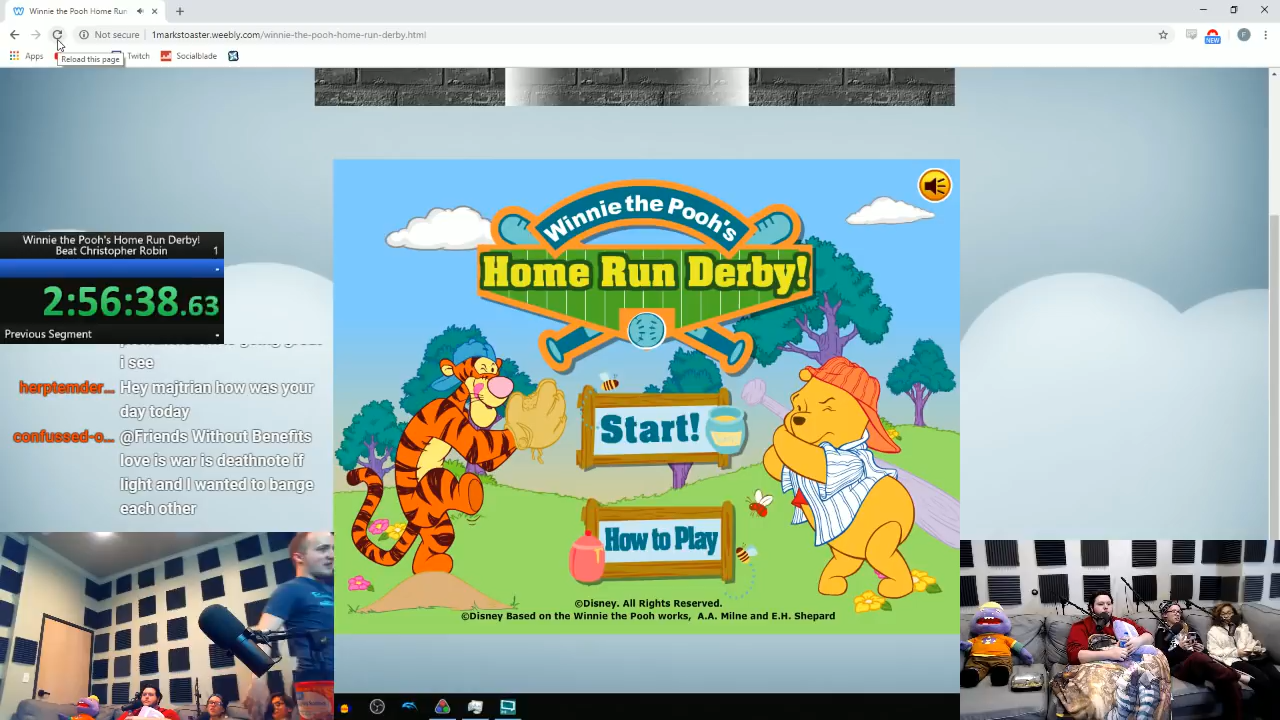 Winnie the Pooh Home Run
Not secure
1markstoaster.weebly.com/winnie-the-pooh-home-run-derby.html
NEW
F
Apps
Twitch
Socialblade
Reload this page
Winnie the Pooh's
Home Run Derby!
Start!
How to Play
©Disney. All Rights Reserved.
©Disney Based on the Winnie the Pooh works, A.A. Milne and E.H. Shepard
Winnie the Pooh's Home Run Derby!
Beat Christopher Robin 1
-
2:56:38.63
Previous Segment -
i see
herptemder... Hey majtrian how was your
day today
confussed-o... @Friends Without Benefits
love is war is deathnote if
light and I wanted to bange
each other